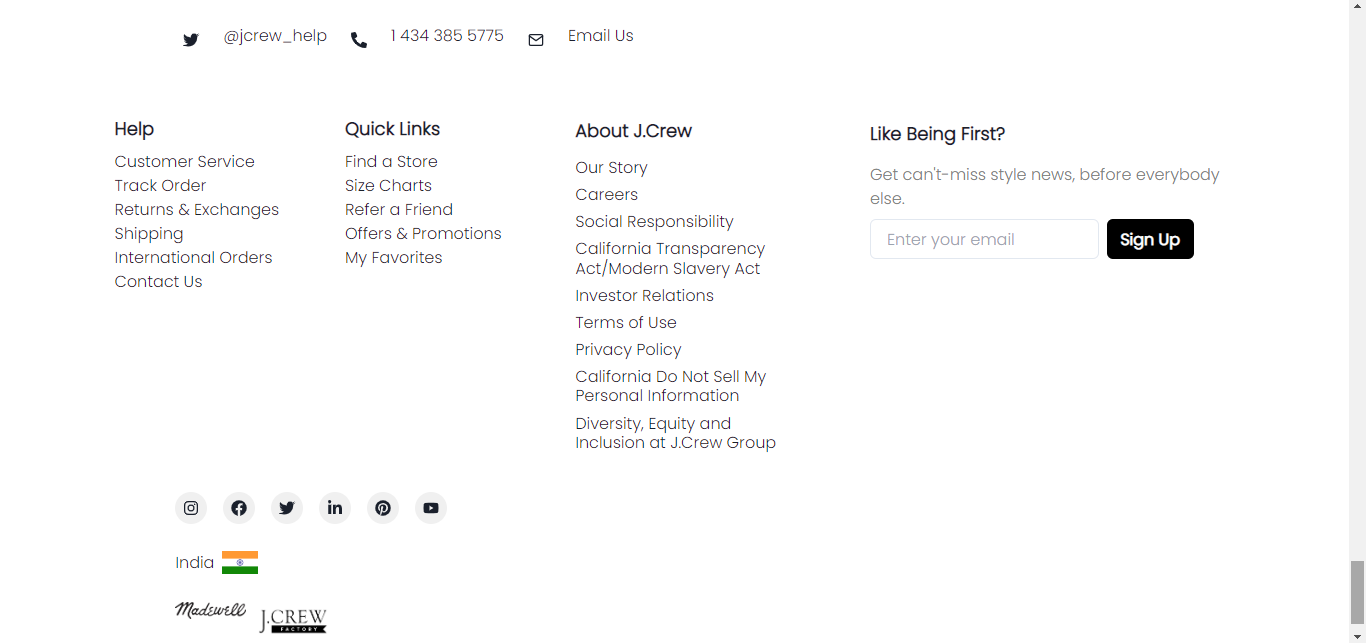 @jcrew_help 1 434 385 5775 Email Us
Help
Customer Service
Track Order
Returns & Exchanges
Shipping
International Orders
Contact Us
Quick Links
Find a Store
Size Charts
Refer a Friend
Offers & Promotions
My Favorites
About J.Crew
Our Story
Careers
Social Responsibility
California Transparency
Act/Modern Slavery Act
Investor Relations
Terms of Use
Privacy Policy
California Do Not Sell My
Personal Information
Diversity, Equity and
Inclusion at J.Crew Group
Like Being First?
Get can't-miss style news, before everybody
else.
Enter your email Sign Up
in
India
Madewell J.CREW
FACTORY